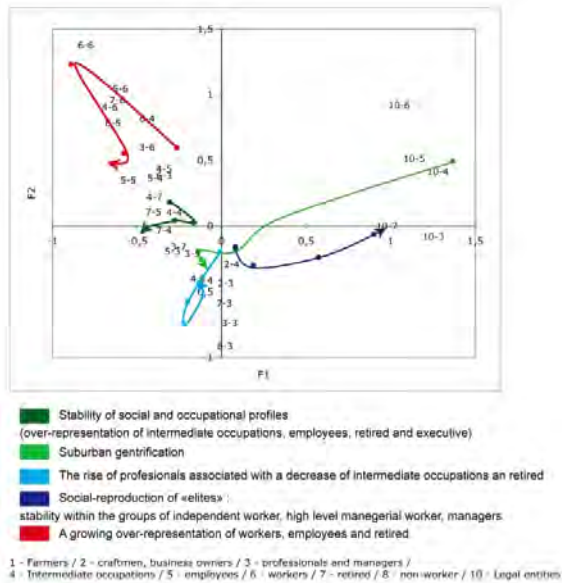 1,5
6-6
1
5-6
7-6
4-6
6-4
10-6
3-6
0,5
10-5
10-4
5-5
4-5
5-4
4-7
7-5
4-4
0
-1
-0,5
0
0,5
1
1,5
7-4
10-3
2-4
2-3
7-3
3-3
8-3
F2
F1
Stability of social and occupational profiles
(over-representation of intermediate occupations, employees, retired and executive)
Suburban gentrification
The rise of profesionals associated with a decrease of intermediate occupations an retired
Social-reproduction of «elites» :
stability within the groups of independent worker, high level manegerial worker, managers
A growing over-representation of workers, employees and retired
1 - Farmers / 2 - craftmen, business owners / 3 - professionals and managers /
4 - Intermediate occupations / 5 - employees / 6 - workers / 7 - retired / 8 - non-worker / 10 - Legal entities